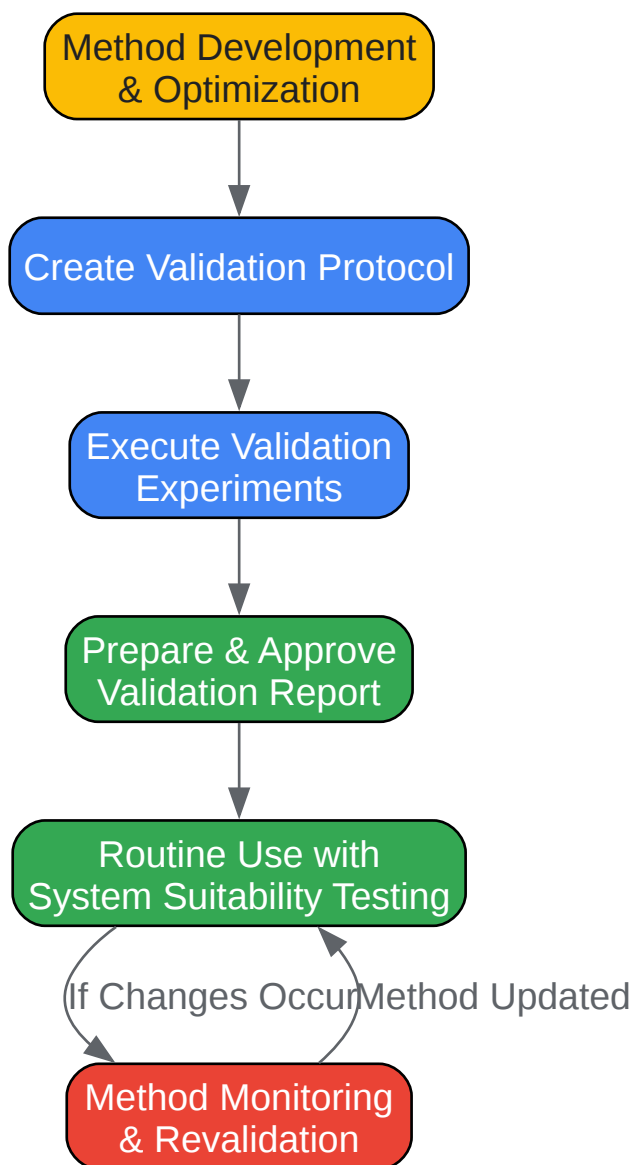 Method Development
& Optimization
Create Validation Protocol
Execute Validation
Experiments
Prepare & Approve
Validation Report
Routine Use with
System Suitability Testing
If Changes Occur
Method Updated
Method Monitoring
& Revalidation